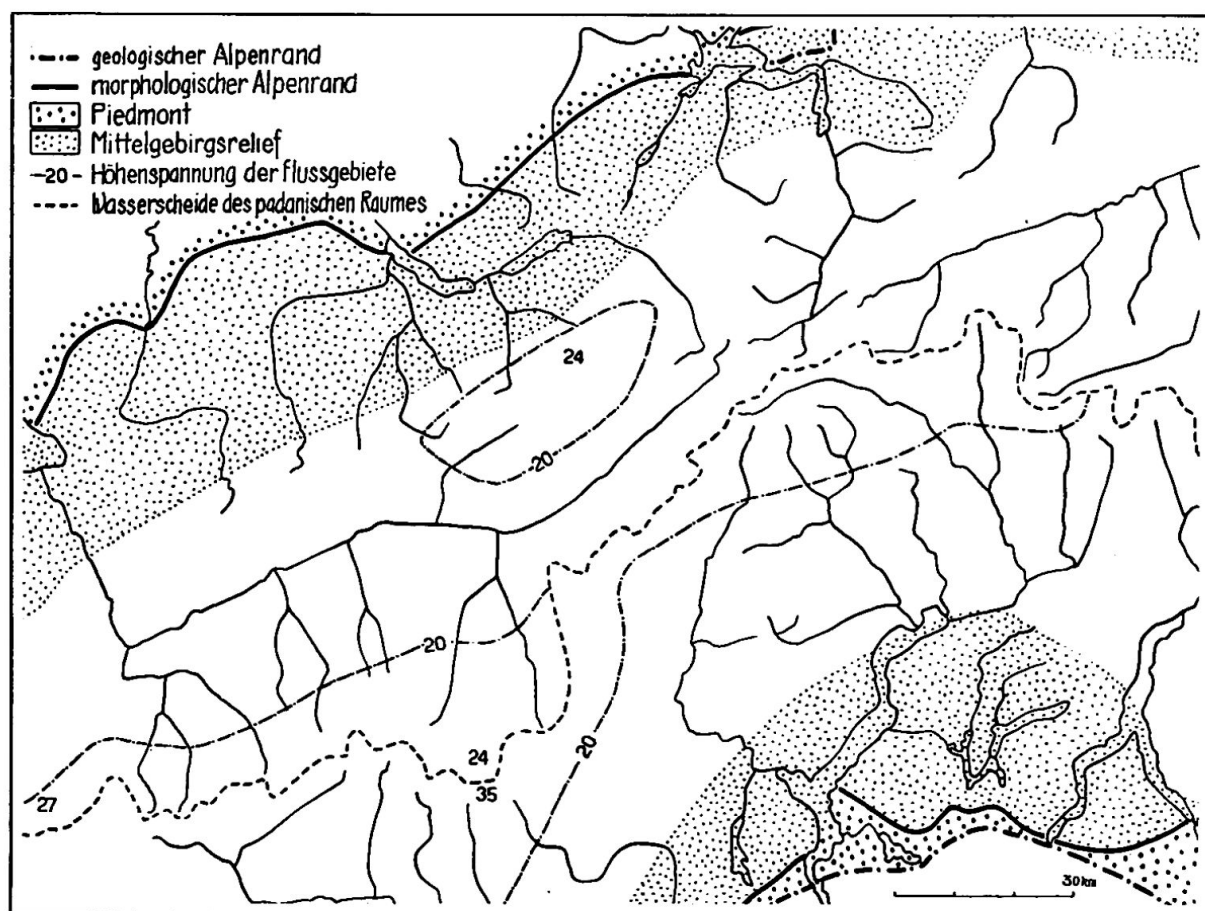 geologischer Alpenrand
morphologischer Alpenrand
Piedmont
Mittelgebirgsrelief
-20- Höhenspannung der Flussgebiete
Wasserscheide des padanischen Raumes
24
20
20
24
35
20
27
30 km